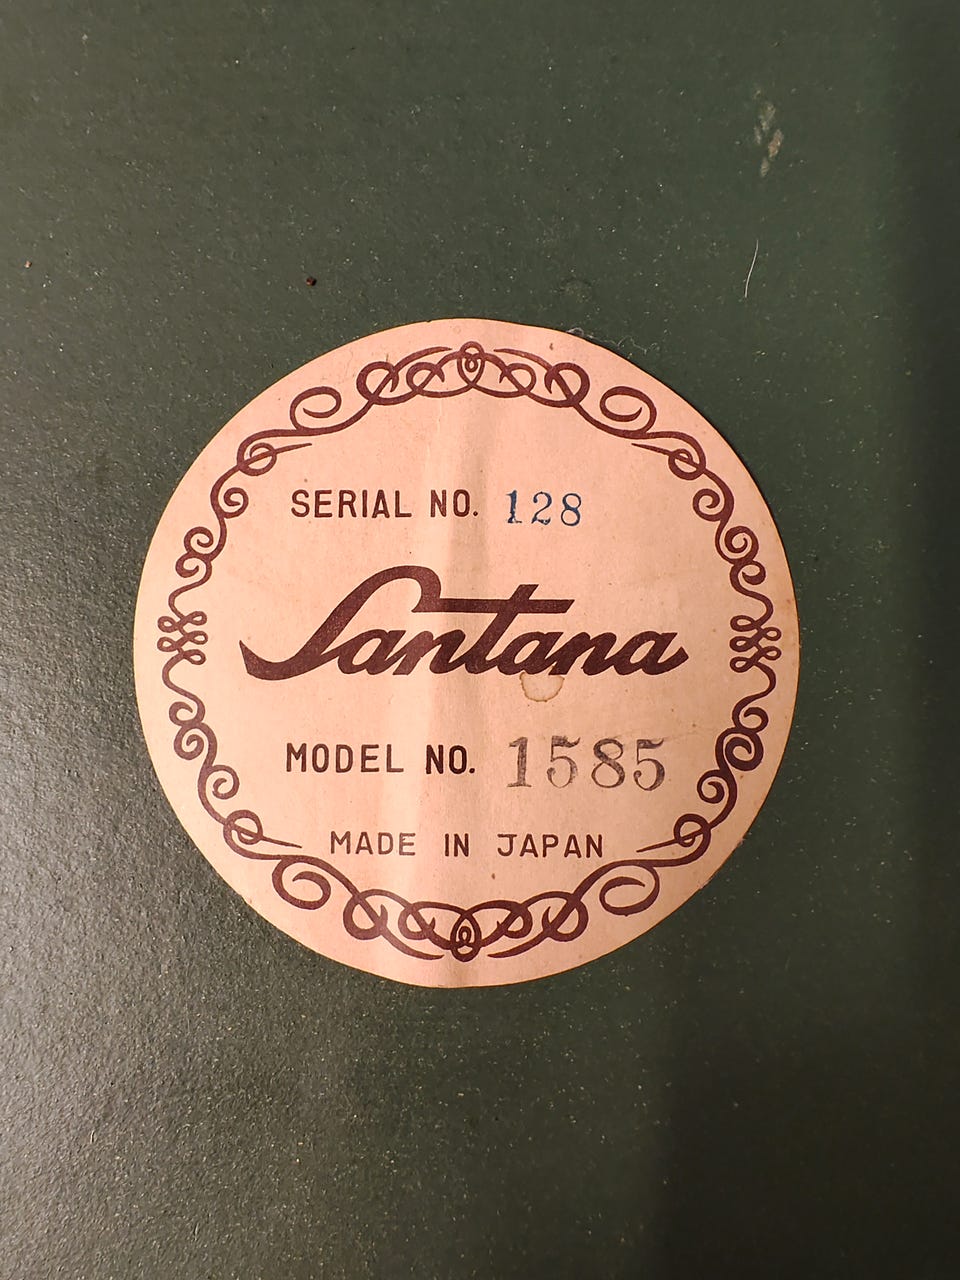 SERIAL NO. 128
Santana
MODEL NO. 1585
MADE IN JAPAN